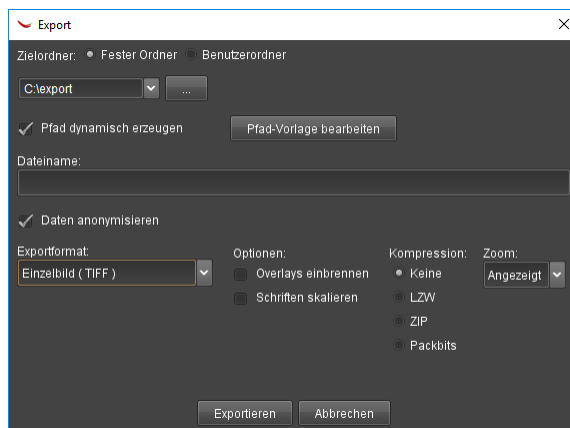 Export
Zielordner: Fester Ordner Benutzerordner
C:\export ...
Pfad dynamisch erzeugen Pfad-Vorlage bearbeiten
Dateiname:
Daten anonymisieren
Exportformat: Optionen: Kompression: Zoom:
Einzelbild ( TIFF ) Overlays einbrennen Keine Angezeigt
Schriften skalieren LZW
ZIP
Packbits
Exportieren Abbrechen